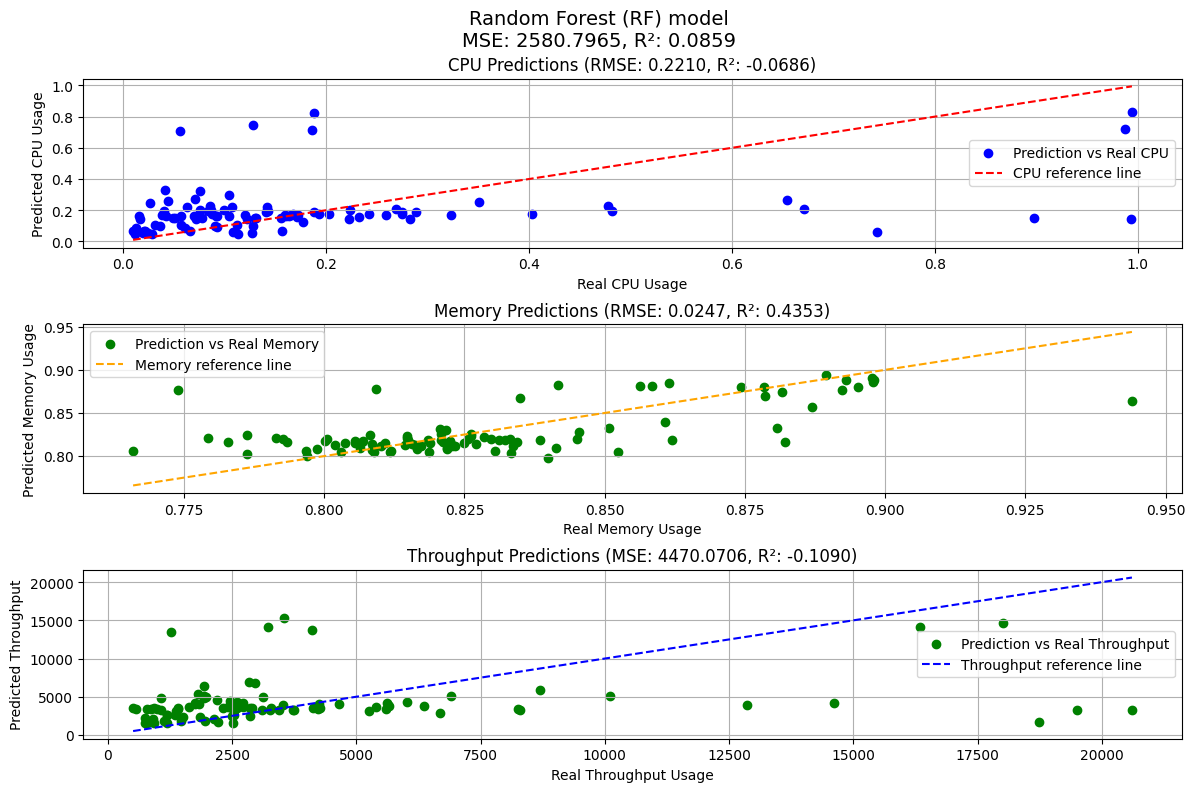 Random Forest (RF) model
MSE: 2580.7965, R²: 0.0859
CPU Predictions (RMSE: 0.2210, R²: -0.0686)
Predicted CPU Usage
1.0
0.8
0.6
0.4
0.2
0.0
Prediction vs Real CPU
CPU reference line
0.0 0.2 0.4 0.6 0.8 1.0
Real CPU Usage
Memory Predictions (RMSE: 0.0247, R²: 0.4353)
Predicted Memory Usage
0.95
0.90
0.85
0.80
Prediction vs Real Memory
Memory reference line
0.775 0.800 0.825 0.850 0.875 0.900 0.925 0.950
Real Memory Usage
Throughput Predictions (MSE: 4470.0706, R²: -0.1090)
Predicted Throughput
20000
15000
10000
5000
0
Prediction vs Real Throughput
Throughput reference line
0 2500 5000 7500 10000 12500 15000 17500 20000
Real Throughput Usage